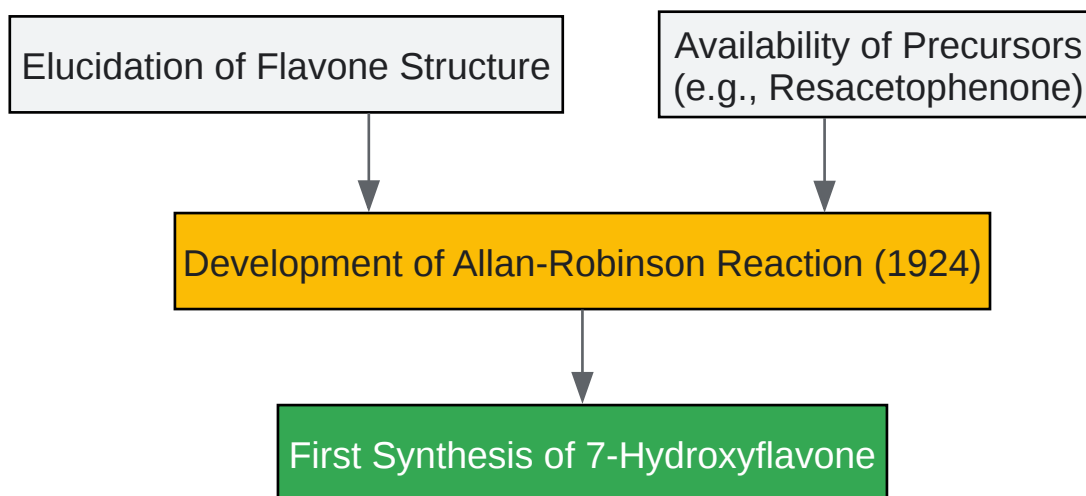 Elucidation of Flavone Structure
Availability of Precursors
(e.g., Resacetophenone)
Development of Allan-Robinson Reaction (1924)
First Synthesis of 7-Hydroxyflavone